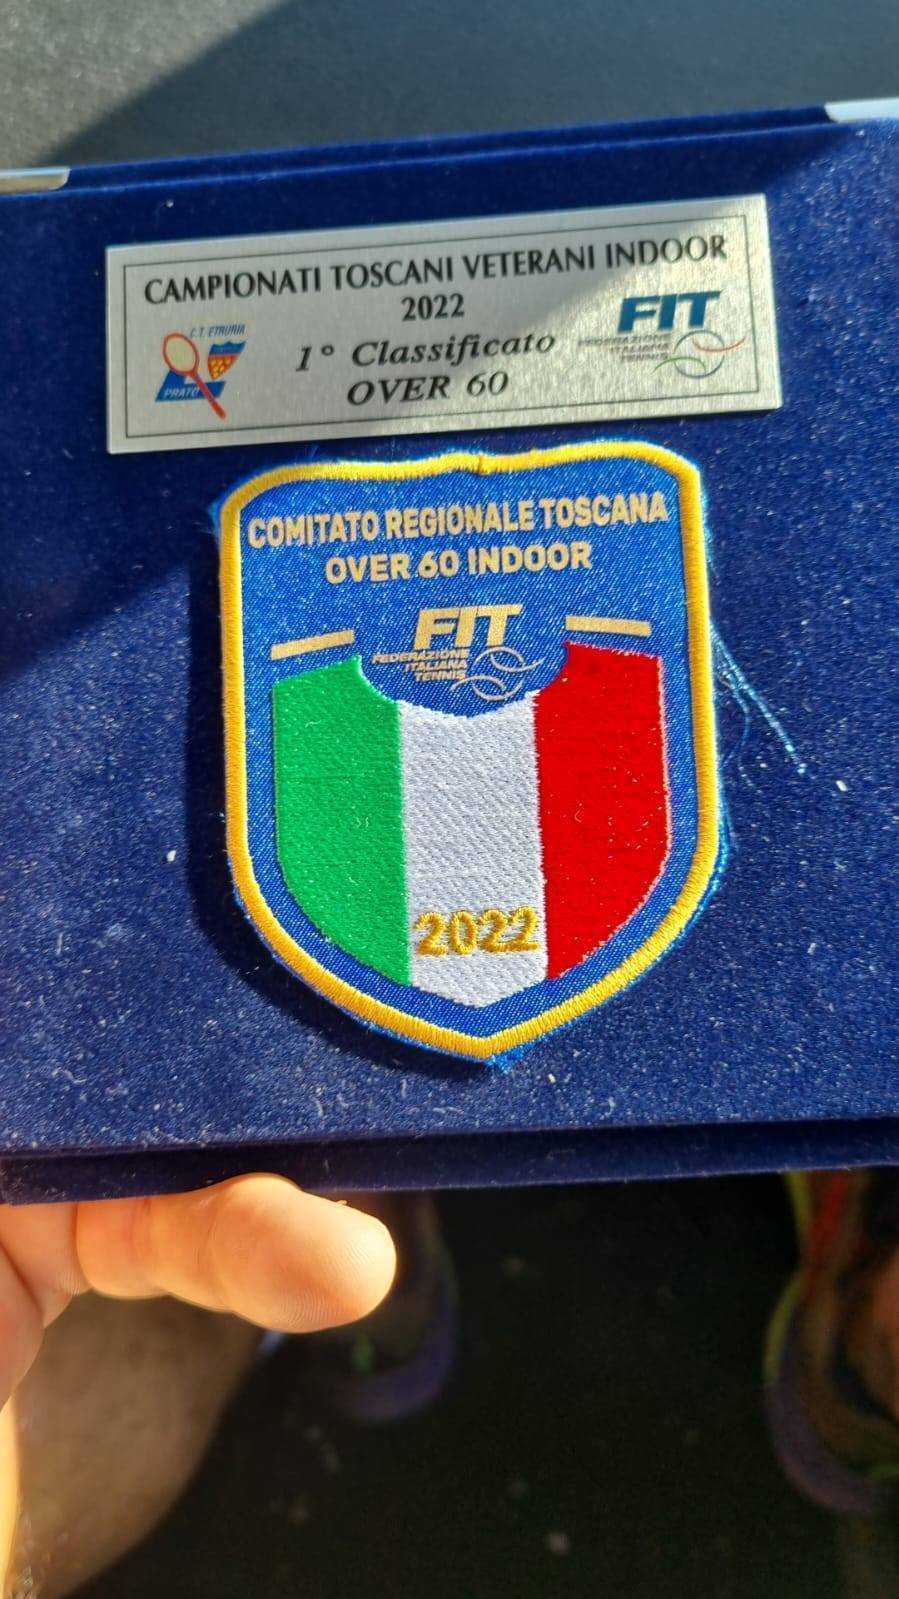 CAMPIONATI TOSCANI VETERANI INDOOR
2022
C.T. ETRURIA
PRATO
1° Classificato
OVER 60
FIT
FEDERAZIONE
ITALIANA
TENNIS
COMITATO REGIONALE TOSCANA
OVER 60 INDOOR
FIT
FEDERAZIONE
ITALIANA
TENNIS
2022